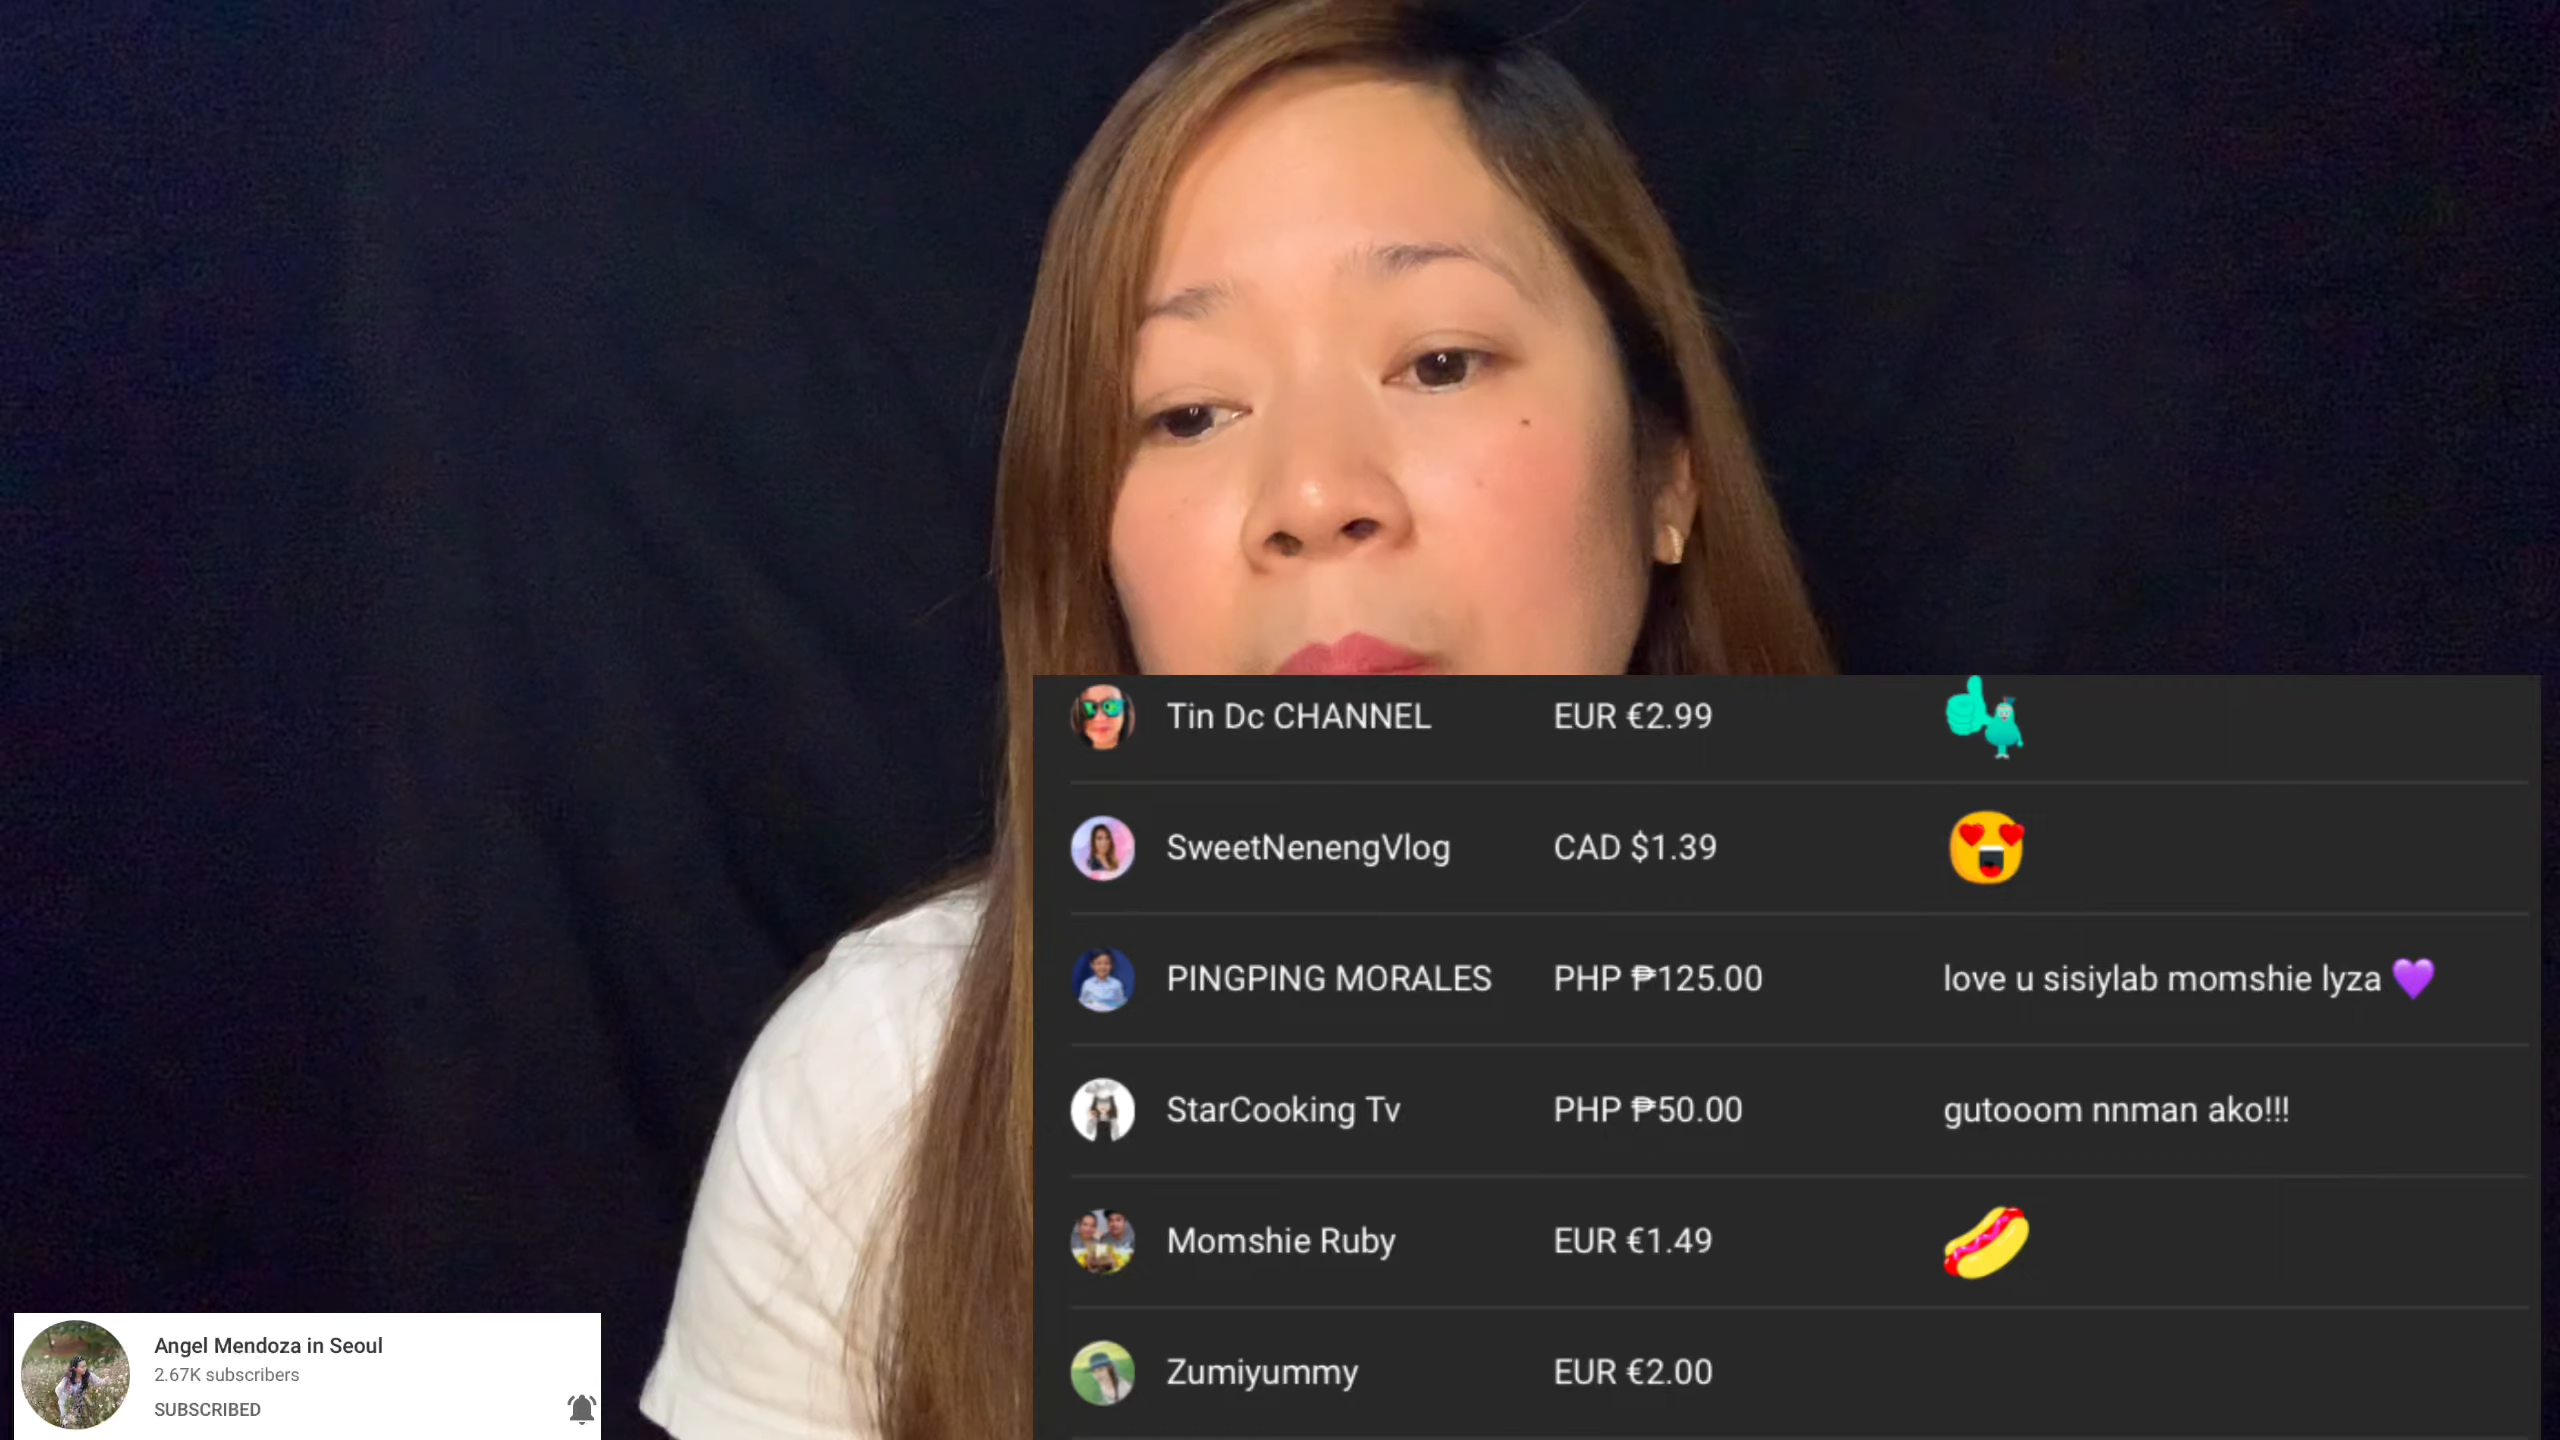 Tin Dc CHANNEL EUR €2.99
SweetNenengVlog CAD $1.39
PINGPING MORALES PHP ₱125.00 love u sisiylab momshie lyza 💜
StarCooking Tv PHP ₱50.00 gutooom nnman ako!!!
Momshie Ruby EUR €1.49
Zumiyummy EUR €2.00
Angel Mendoza in Seoul
2.67K subscribers
SUBSCRIBED